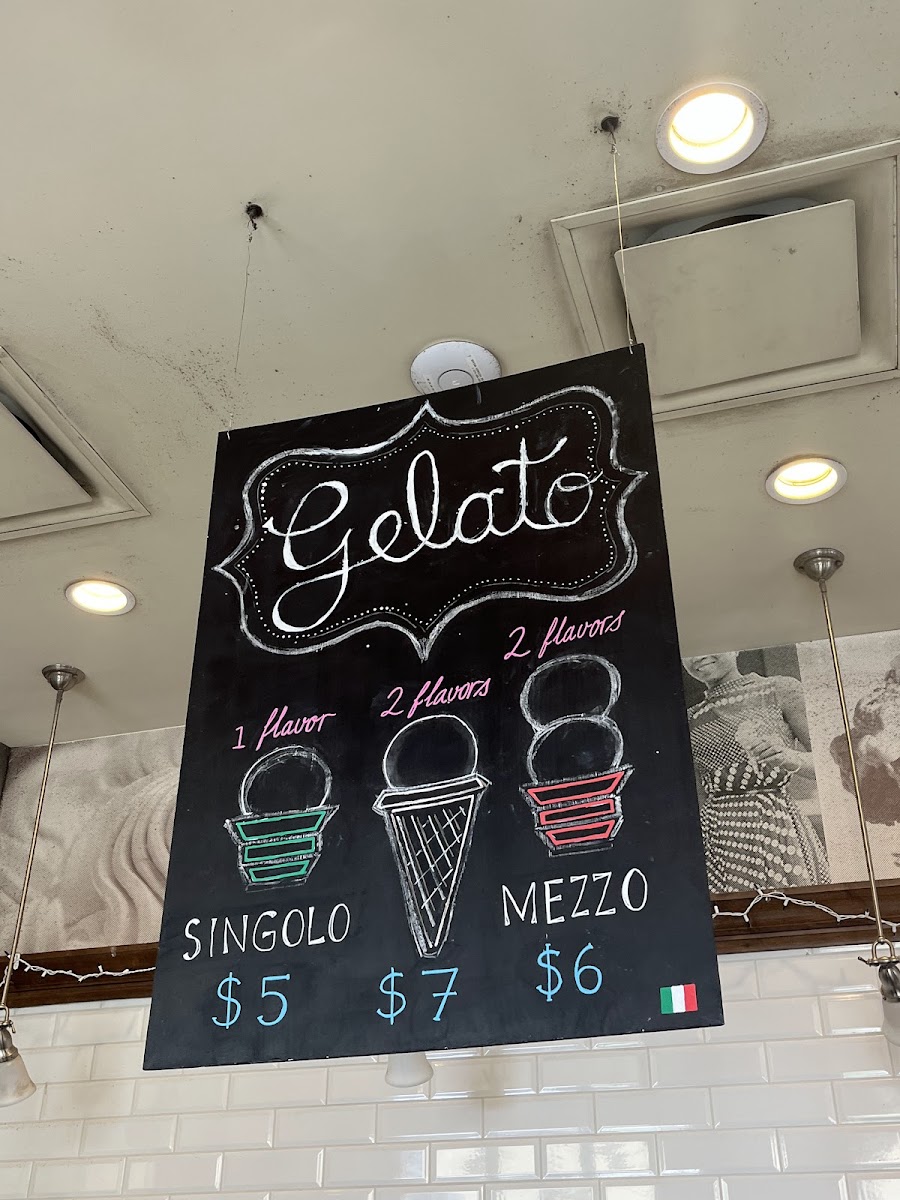 Gelato
1 flavor
2 flavors
2 flavors
SINGOLO
MEZZO
$5
$7
$6